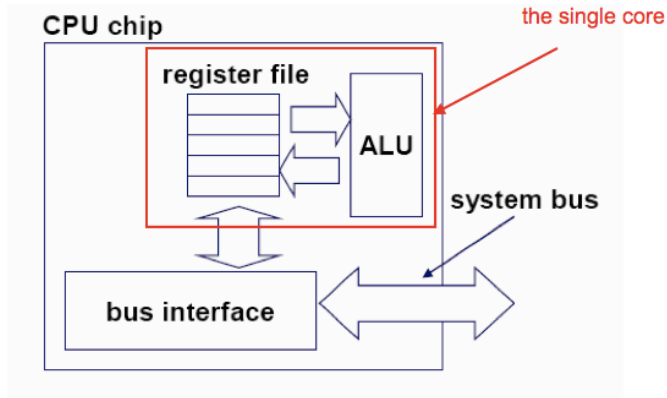 the single core
CPU chip
register file
ALU
system bus
bus interface